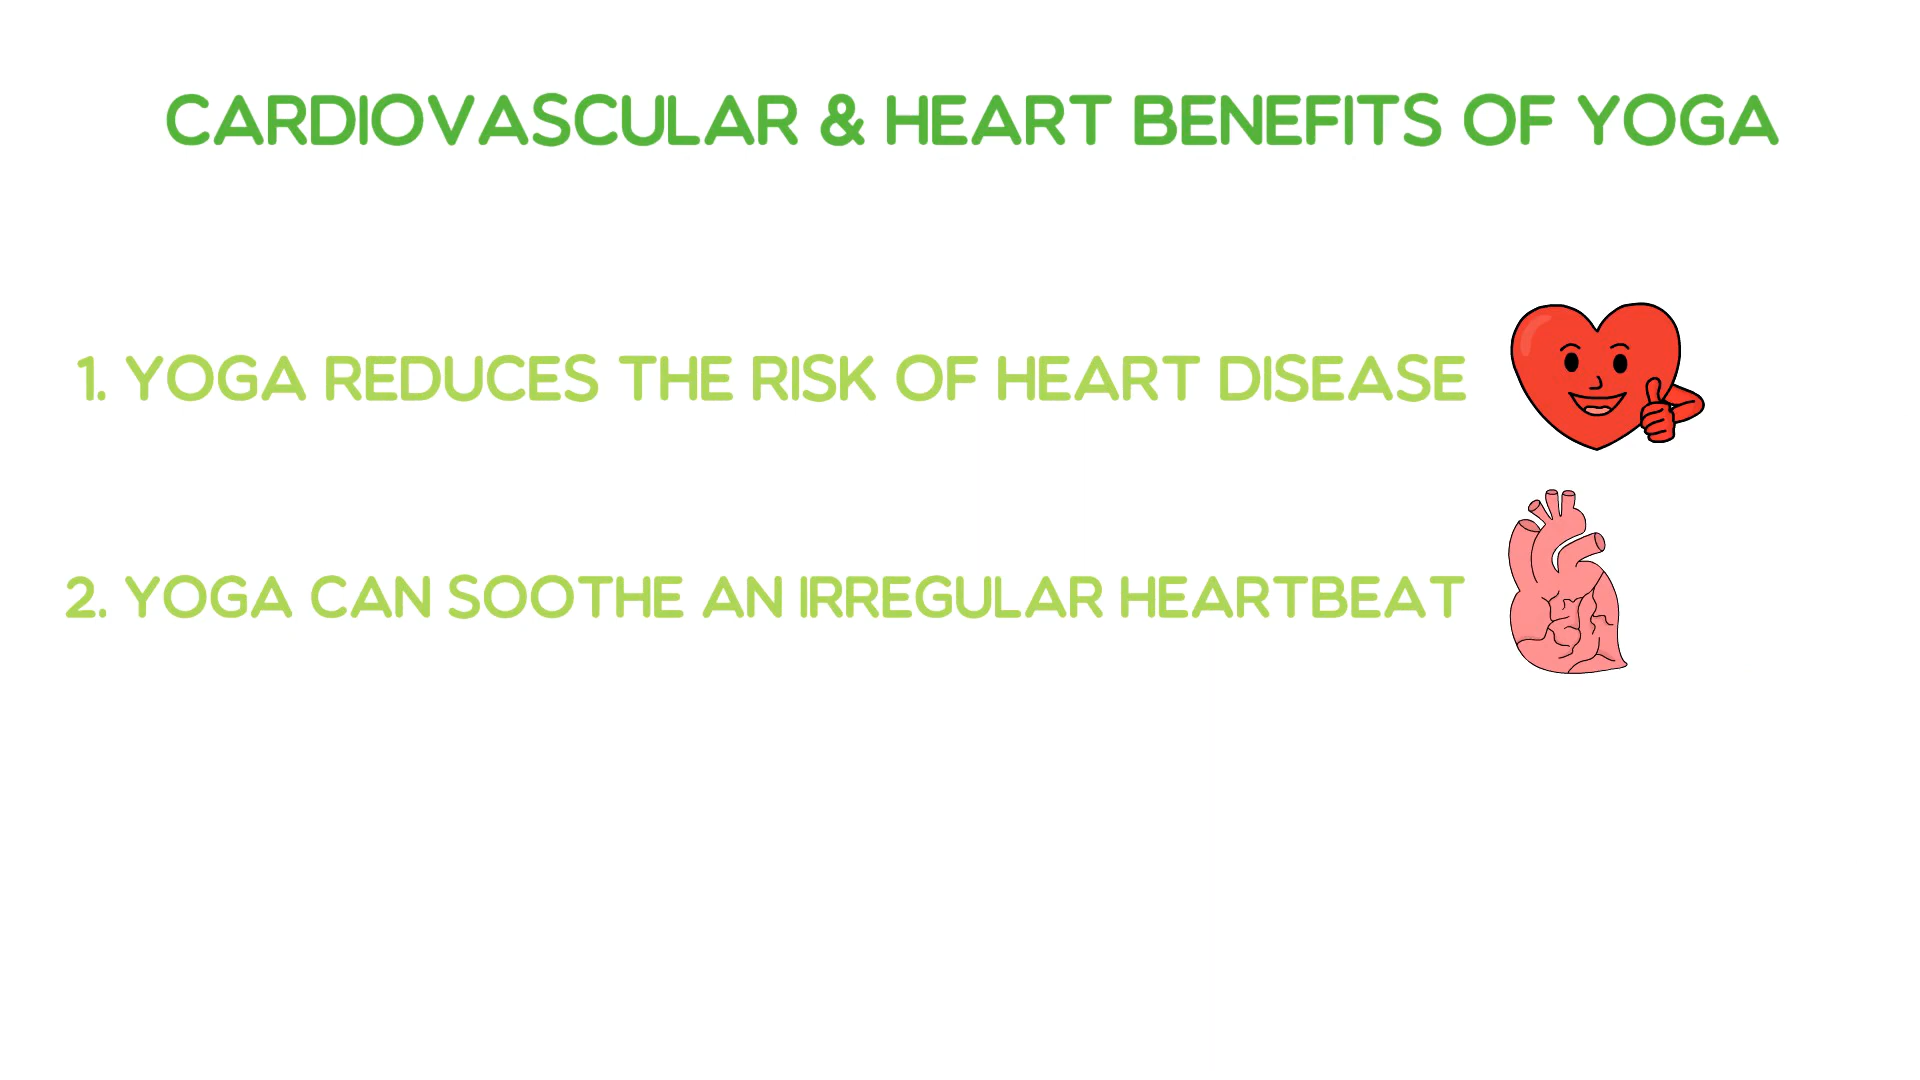 CARDIOVASCULAR & HEART BENEFITS OF YOGA
1. YOGA REDUCES THE RISK OF HEART DISEASE
2. YOGA CAN SOOTHE AN IRREGULAR HEARTBEAT